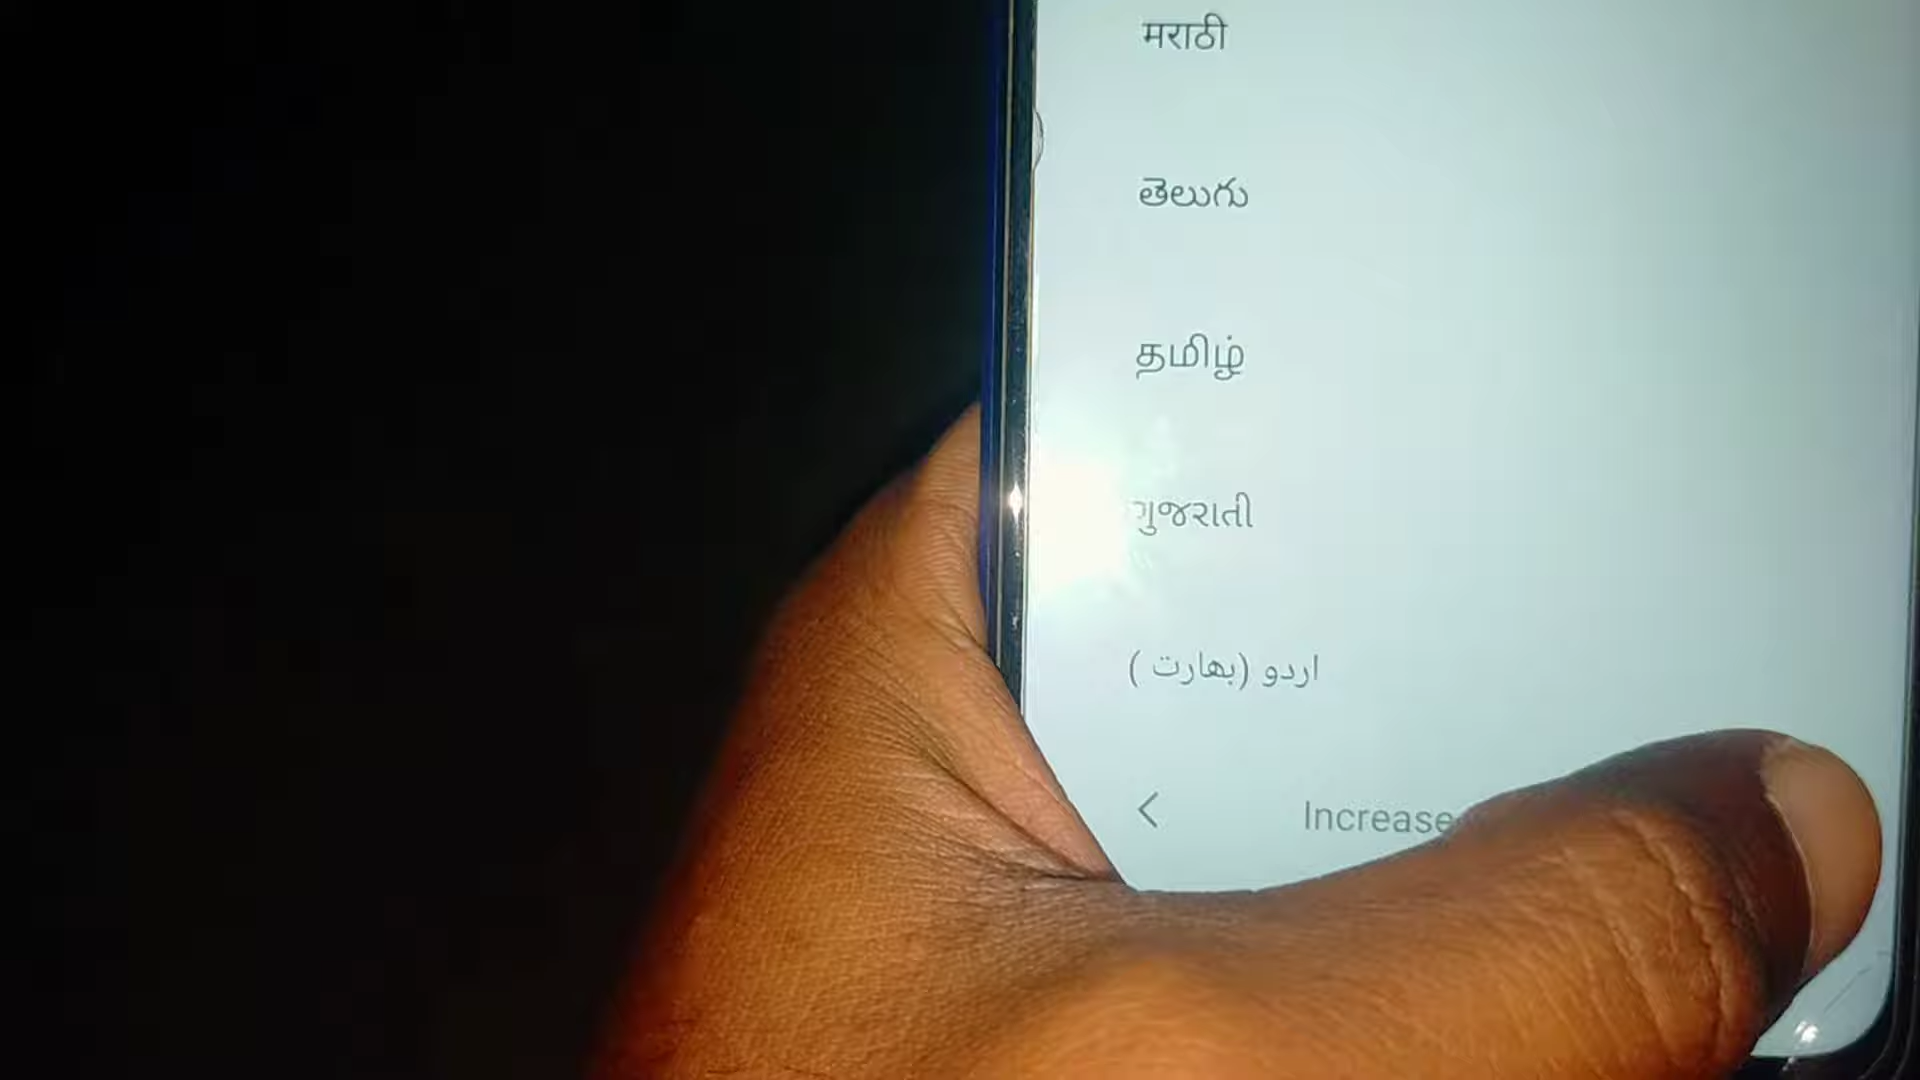 मराठी
తెలుగు
தமிழ்
ગુજરાતી
اردو (بھارت )
Increase